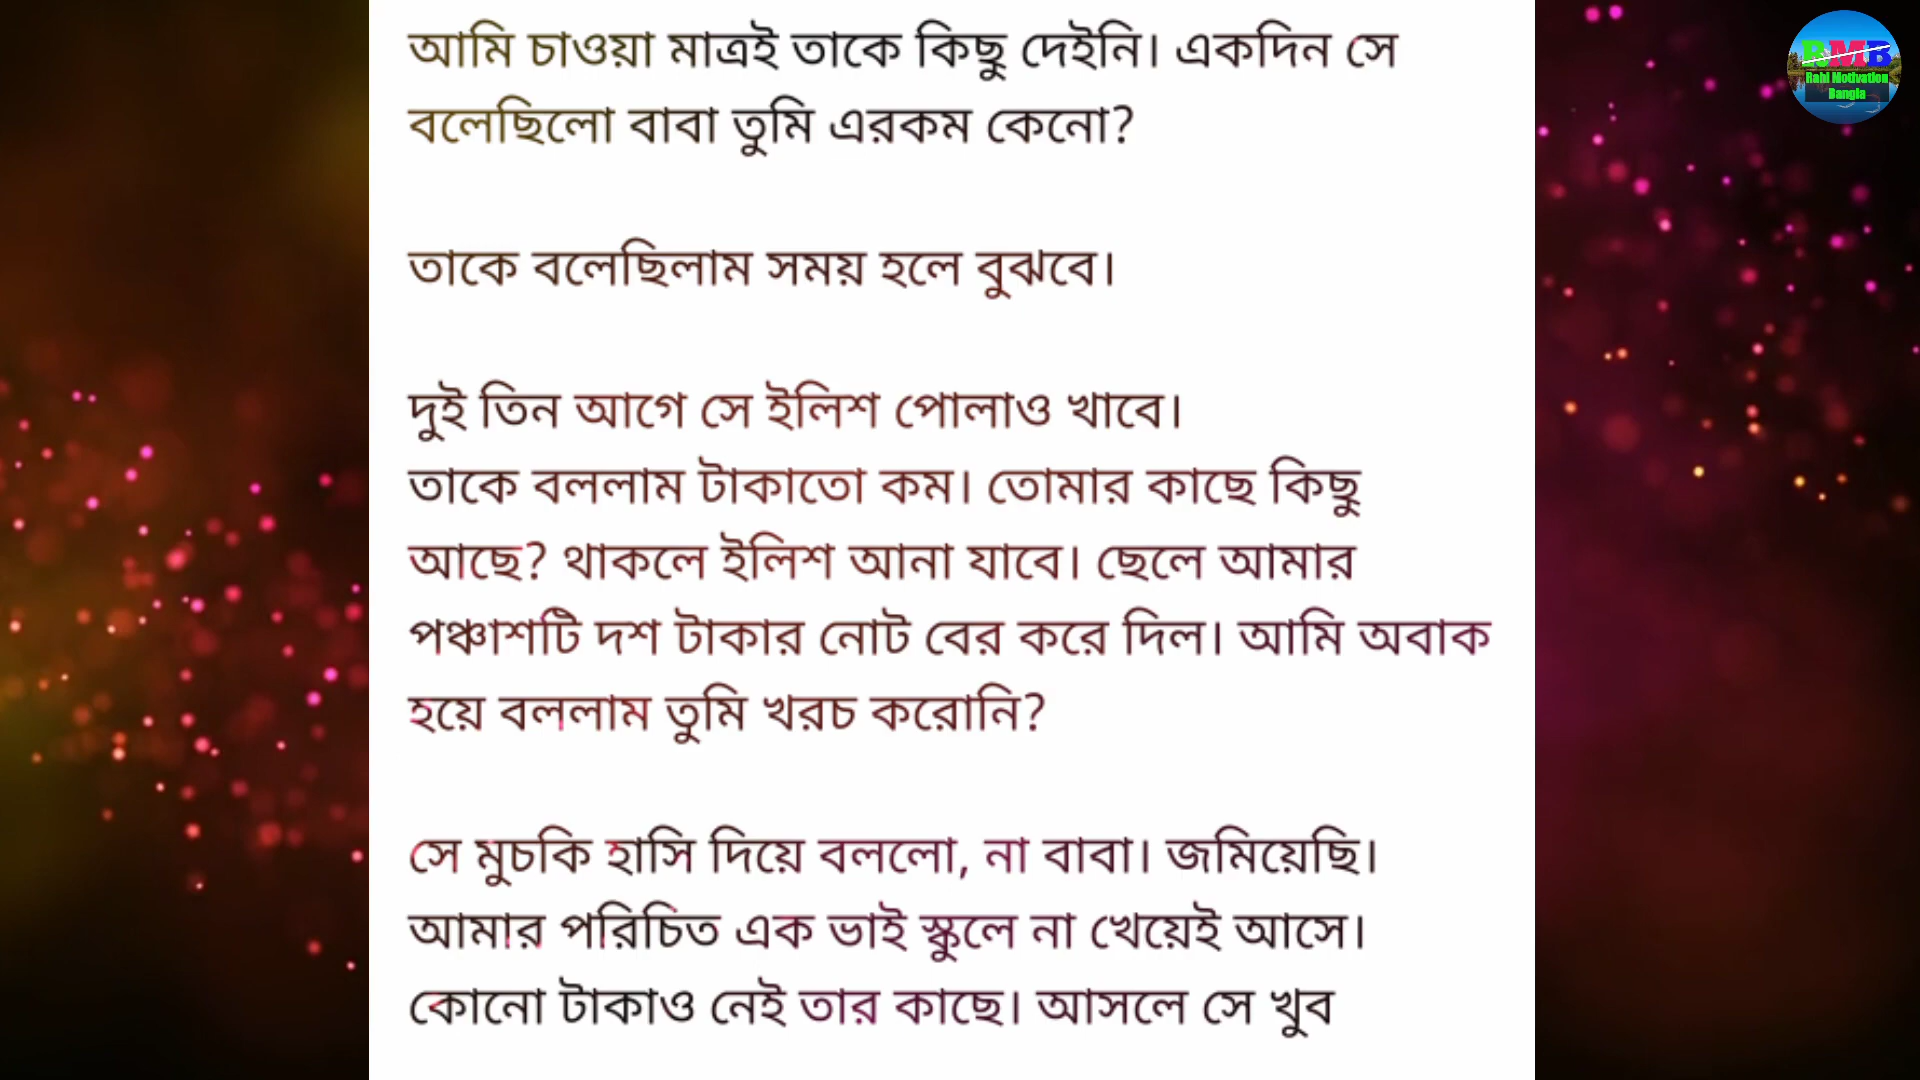 আমি চাওয়া মাত্রই তাকে কিছু দেইনি। একদিন সে
বলেছিলো বাবা তুমি এরকম কেনো?
তাকে বলেছিলাম সময় হলে বুঝবে।
দুই তিন আগে সে ইলিশ পোলাও খাবে।
তাকে বললাম টাকাতো কম। তোমার কাছে কিছু
আছে? থাকলে ইলিশ আনা যাবে। ছেলে আমার
পঞ্চাশটি দশ টাকার নোট বের করে দিল। আমি অবাক
হয়ে বললাম তুমি খরচ করোনি?
সে মুচকি হাসি দিয়ে বললো, না বাবা। জমিয়েছি।
আমার পরিচিত এক ভাই স্কুলে না খেয়েই আসে।
কোনো টাকাও নেই তার কাছে। আসলে সে খুব
RMB
Rahi Motivation
Bangla